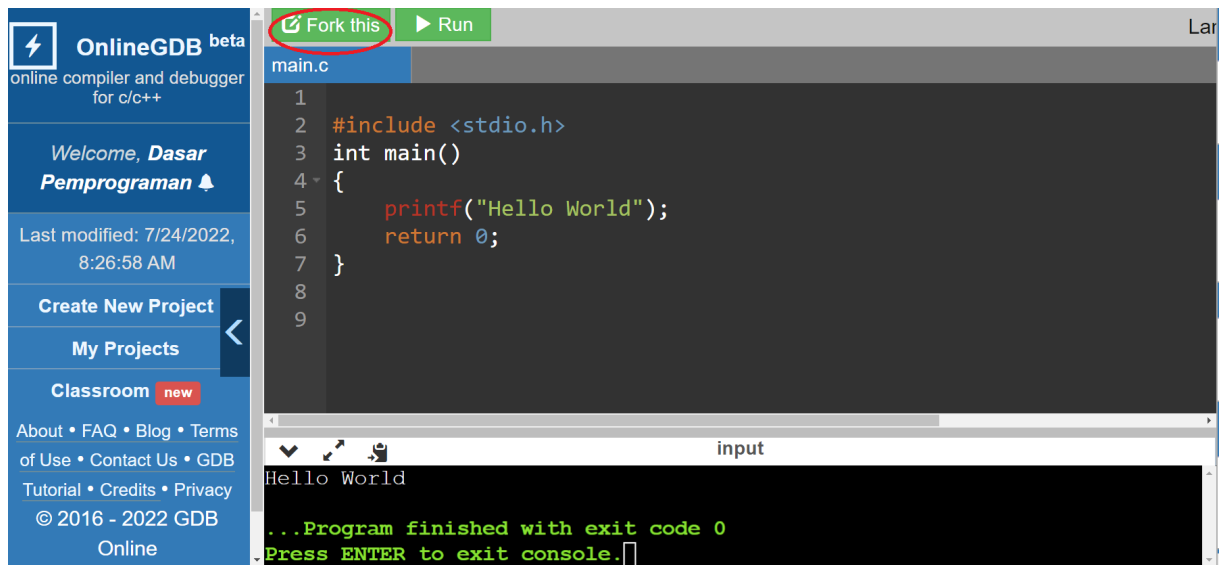 OnlineGDB beta
online compiler and debugger
for c/c++
Welcome, Dasar
Pemprograman
Last modified: 7/24/2022,
8:26:58 AM
Create New Project
My Projects
Classroom new
About • FAQ • Blog • Terms
of Use • Contact Us • GDB
Tutorial • Credits • Privacy
© 2016 - 2022 GDB
Online
Fork this Run
main.c
1
2 #include <stdio.h>
3 int main()
4 {
5 printf("Hello World");
6 return 0;
7 }
8
9
input
Hello World
...Program finished with exit code 0
Press ENTER to exit console.